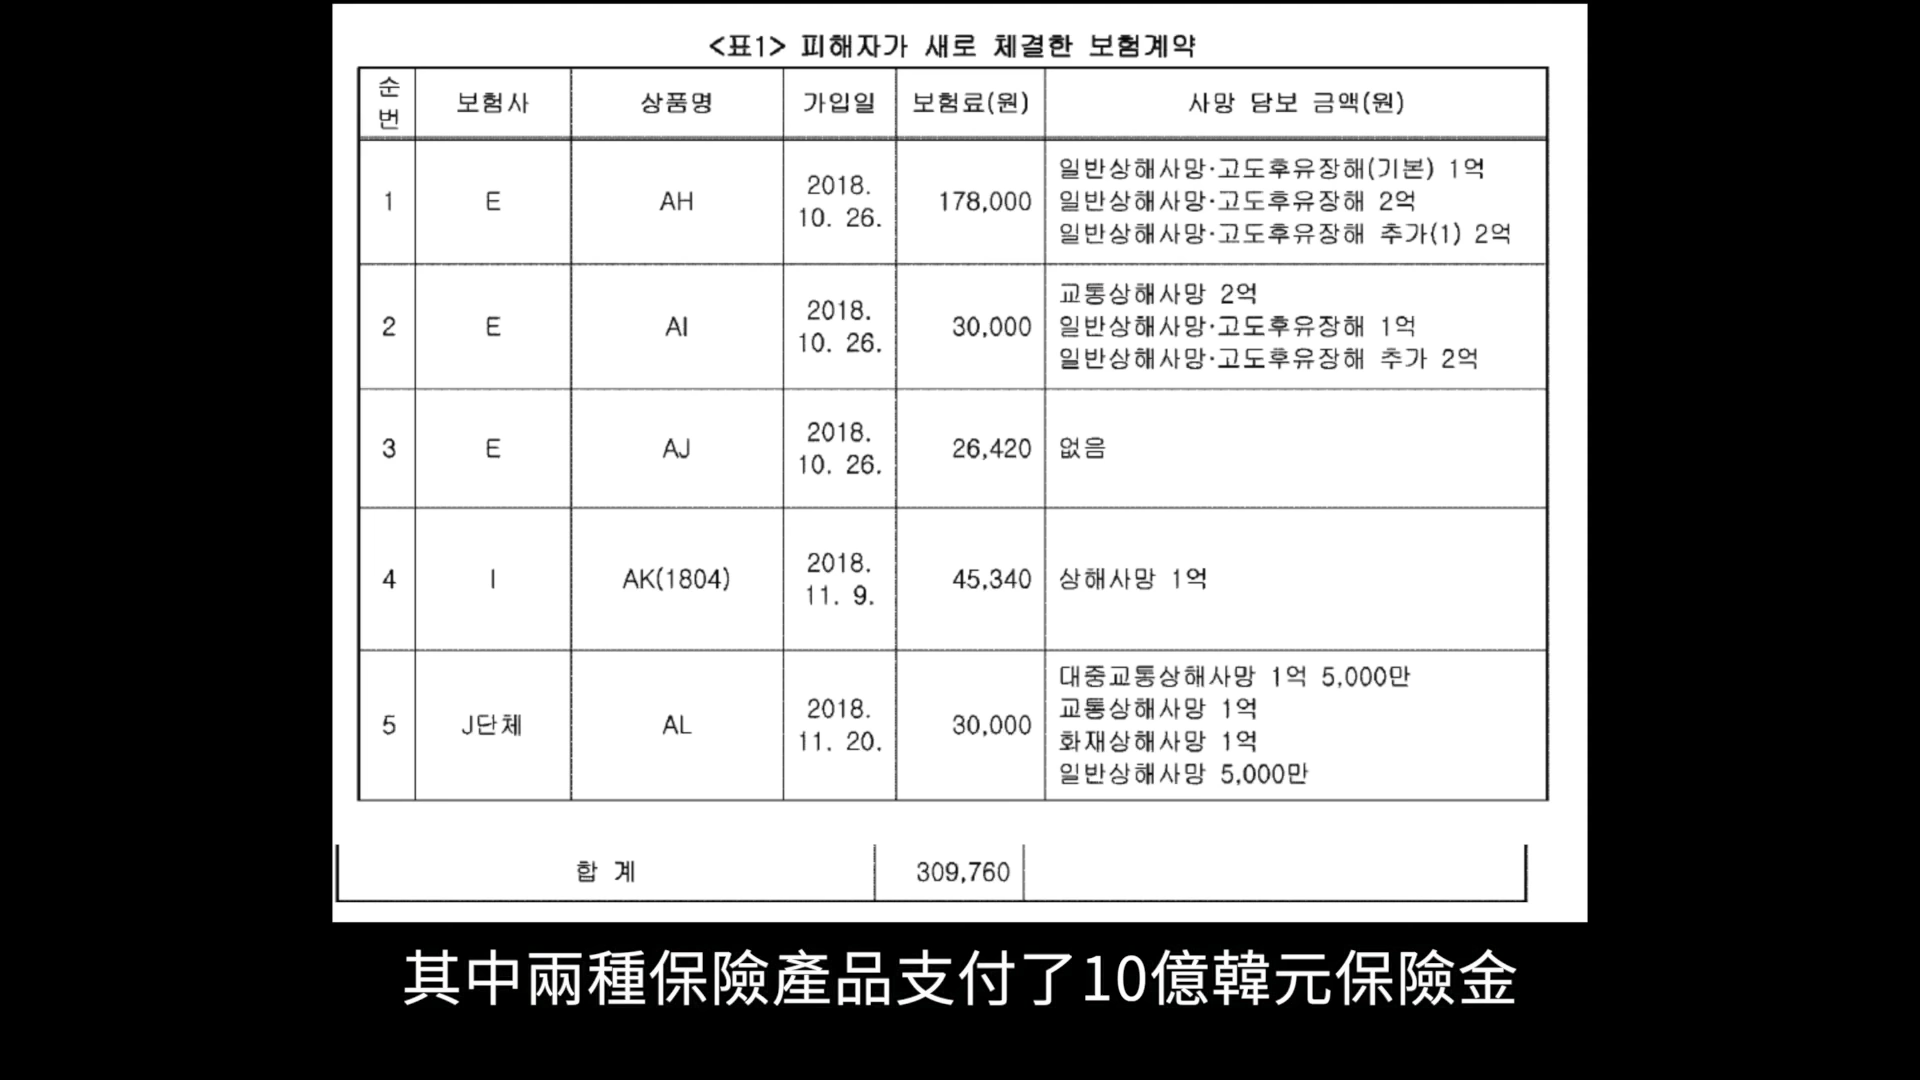 <표1> 피해자가 새로 체결한 보험계약
순번 보험사 상품명 가입일 보험료(원) 사망 담보 금액(원)
1 E AH 2018. 10. 26. 178,000 일반상해사망·고도후유장해(기본) 1억
일반상해사망·고도후유장해 2억
일반상해사망·고도후유장해 추가(1) 2억
2 E AI 2018. 10. 26. 30,000 교통상해사망 2억
일반상해사망·고도후유장해 1억
일반상해사망·고도후유장해 추가 2억
3 E AJ 2018. 10. 26. 26,420 없음
4 I AK(1804) 2018. 11. 9. 45,340 상해사망 1억
5 J단체 AL 2018. 11. 20. 30,000 대중교통상해사망 1억 5,000만
교통상해사망 1억
화재상해사망 1억
일반상해사망 5,000만
합 계 309,760
其中兩種保險產品支付了10億韓元保險金